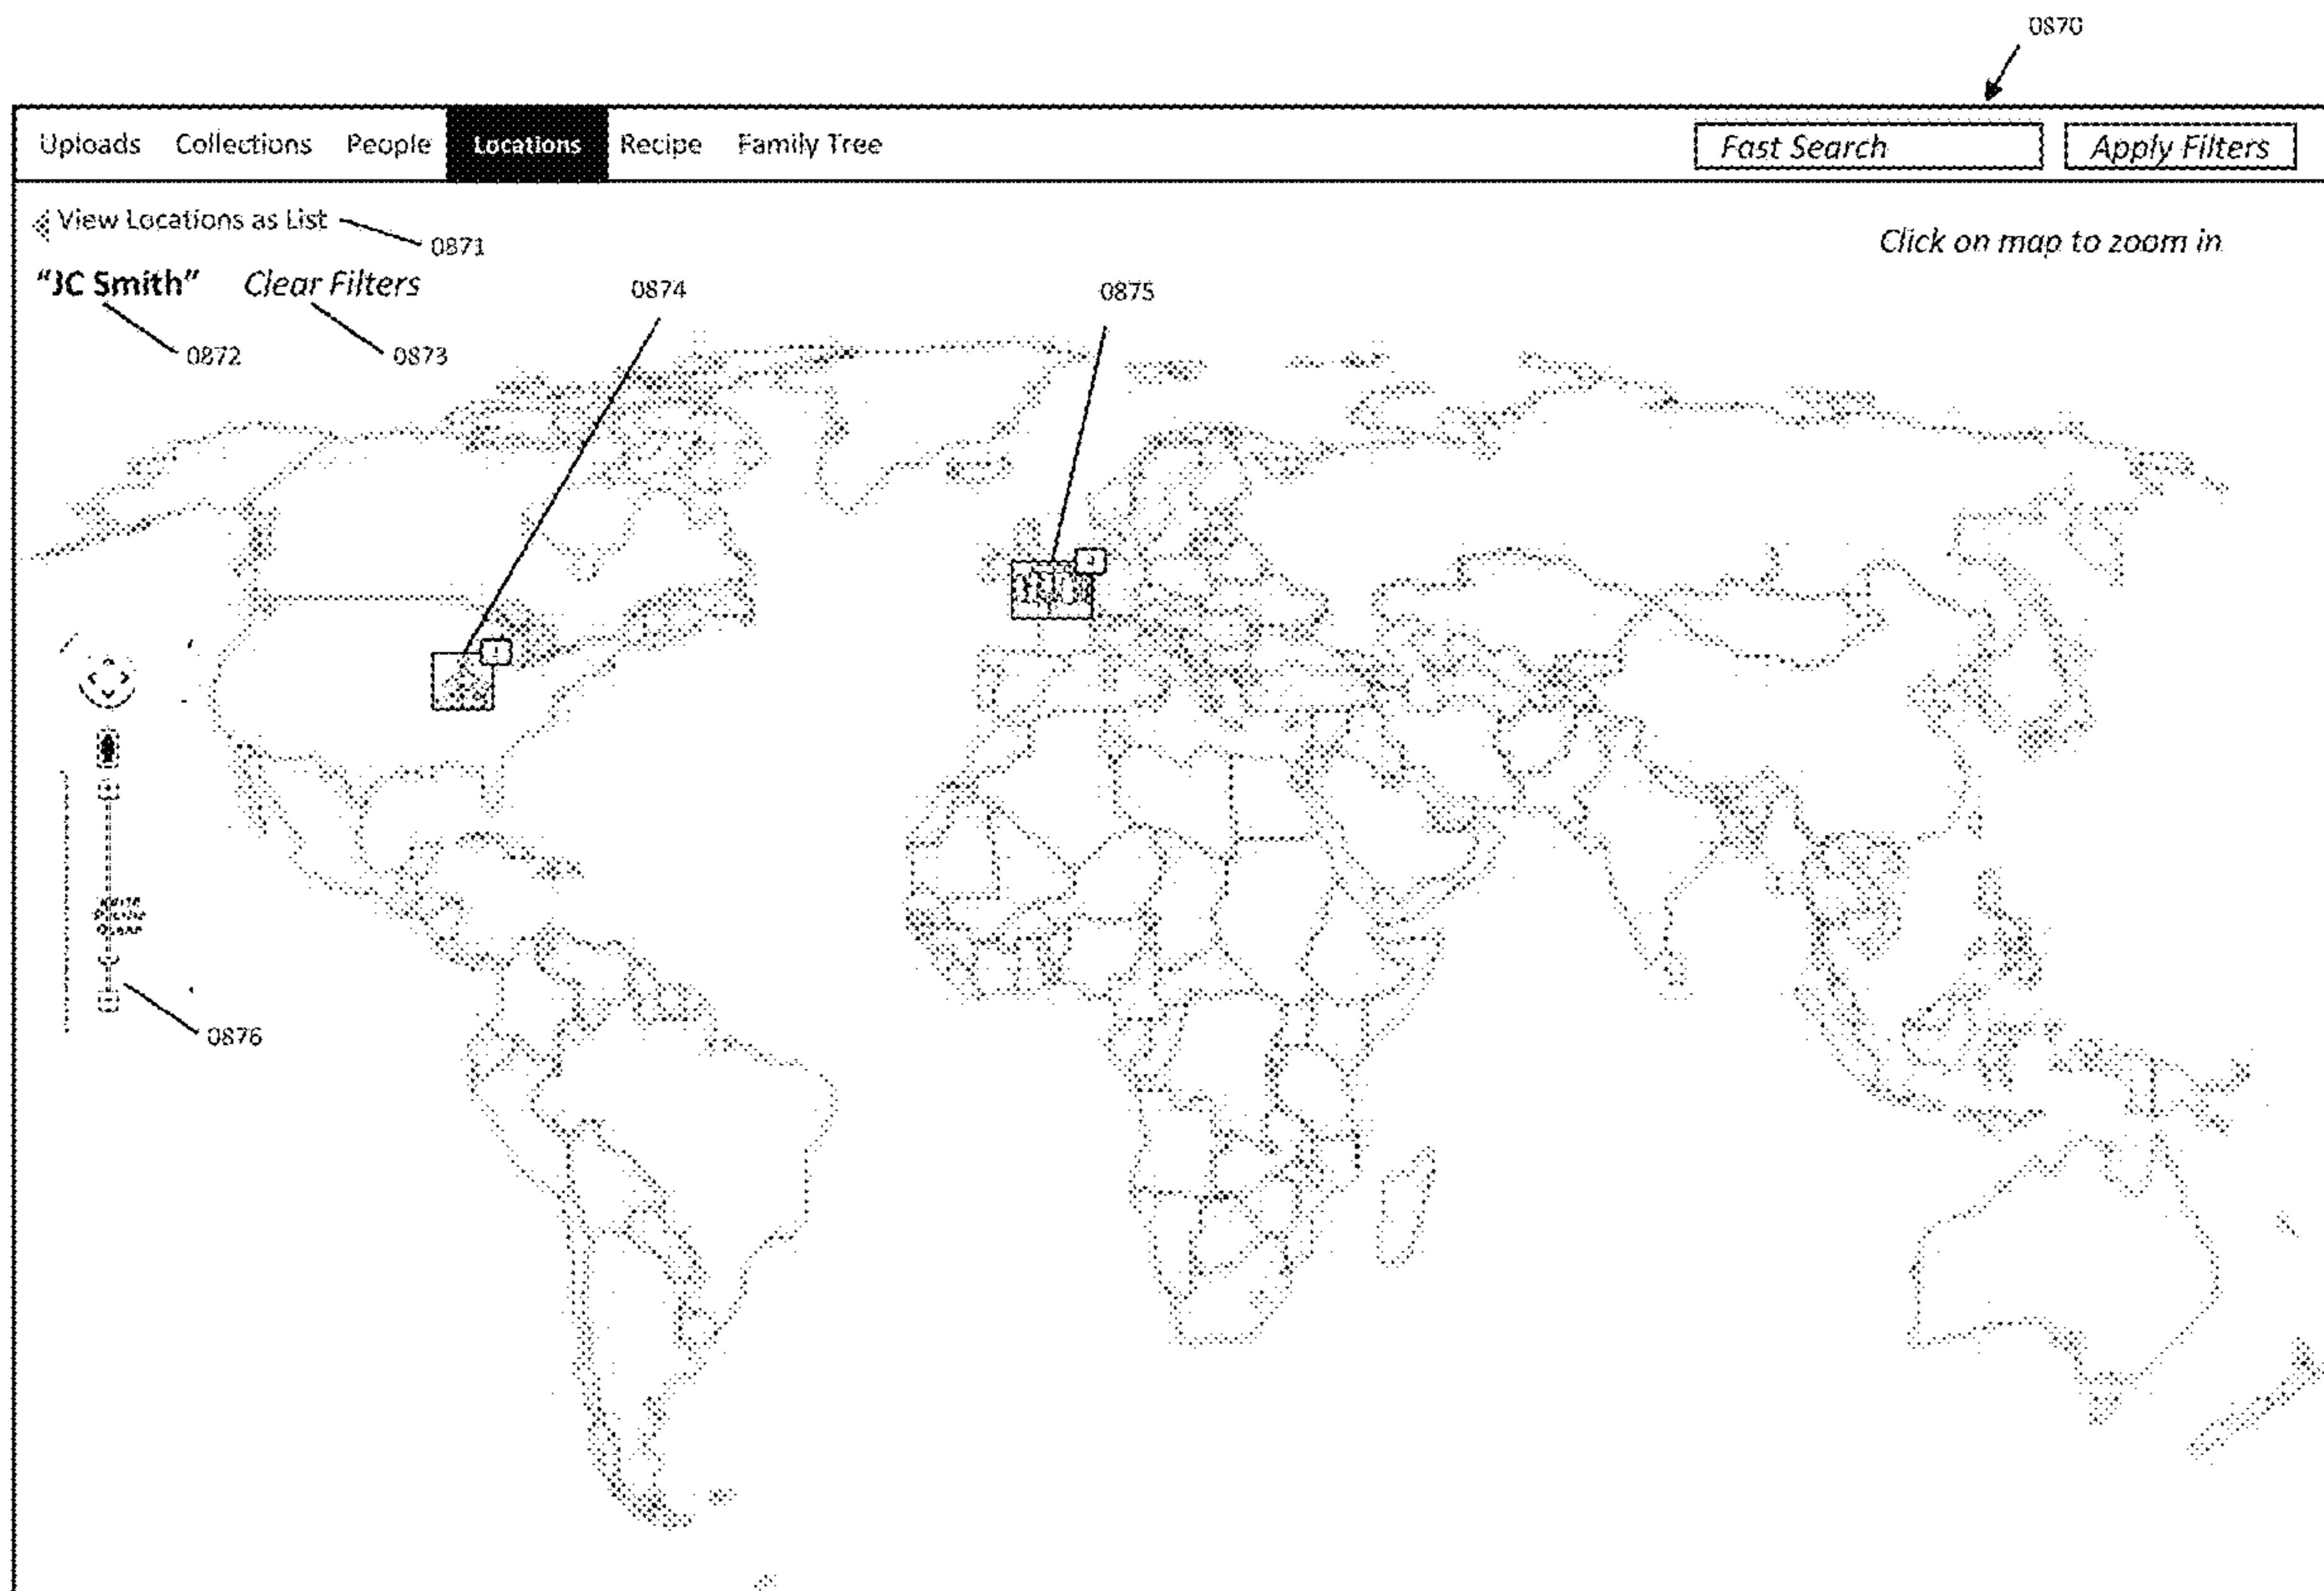 0870
Uploads Collections People Locations Recipe Family Tree Fast Search Apply Filters
View Locations as List
0871
Click on map to zoom in
"JC Smith" Clear Filters
0874
0875
0872
0873
Ocean
0876